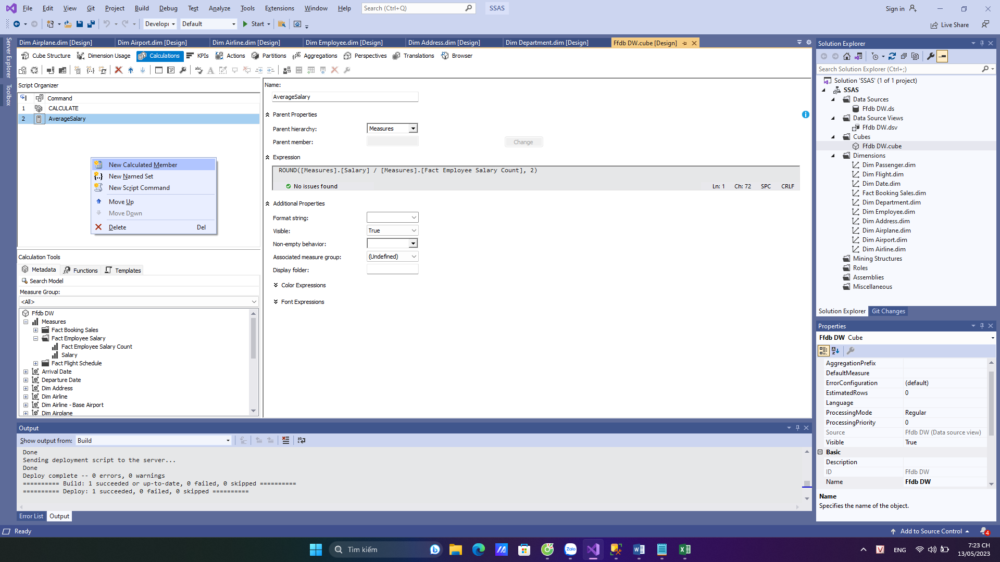 File Edit View Git Project Build Debug Test Analyze Tools Extensions Window Help Search (Ctrl+Q) SSAS Sign in
Developı Default Start Live Share
Server Explorer
Toolbox
Dim Airplane.dim [Design] Dim Airport.dim [Design] Dim Airline.dim [Design] Dim Employee.dim [Design] Dim Address.dim [Design] Dim Department.dim [Design] Ffdb DW.cube [Design]
Cube Structure Dimension Usage Calculations KPIs Actions Partitions Aggregations Perspectives Translations Browser
Script Organizer
Command
1 CALCULATE
2 AverageSalary
New Calculated Member
New Named Set
New Script Command
Move Up
Move Down
Delete Del
Calculation Tools
Metadata Functions Templates
Search Model
Measure Group:
<All>
Ffdb DW
Measures
Fact Booking Sales
Fact Employee Salary
Fact Employee Salary Count
Salary
Fact Flight Schedule
Arrival Date
Departure Date
Dim Address
Dim Airline
Dim Airline - Base Airport
Dim Airplane
Name:
AverageSalary
Parent Properties
Parent hierarchy: Measures
Parent member: Change
Expression
ROUND([Measures].[Salary] / [Measures].[Fact Employee Salary Count], 2)
No issues found Ln: 1 Ch: 72 SPC CRLF
Additional Properties
Format string:
Visible: True
Non-empty behavior:
Associated measure group: (Undefined)
Display folder:
Color Expressions
Font Expressions
Output
Show output from: Build
Done
Sending deployment script to the server...
Done
Deploy complete -- 0 errors, 0 warnings
========== Build: 1 succeeded or up-to-date, 0 failed, 0 skipped ==========
========== Deploy: 1 succeeded, 0 failed, 0 skipped ==========
Error List Output
Solution Explorer
Search Solution Explorer (Ctrl+;)
Solution 'SSAS' (1 of 1 project)
SSAS
Data Sources
Ffdb DW.ds
Data Source Views
Ffdb DW.dsv
Cubes
Ffdb DW.cube
Dimensions
Dim Passenger.dim
Dim Flight.dim
Dim Date.dim
Fact Booking Sales.dim
Dim Department.dim
Dim Employee.dim
Dim Address.dim
Dim Airplane.dim
Dim Airport.dim
Dim Airline.dim
Mining Structures
Roles
Assemblies
Miscellaneous
Solution Explorer Git Changes
Properties
Ffdb DW Cube
AggregationPrefix
DefaultMeasure
ErrorConfiguration (default)
EstimatedRows 0
Language
ProcessingMode Regular
ProcessingPriority 0
Source Ffdb DW (Data source view)
Visible True
Basic
Description
ID Ffdb DW
Name Ffdb DW
Name
Specifies the name of the object.
Ready Add to Source Control 4
Tìm kiếm Zalo V ENG 7:23 CH
13/05/2023